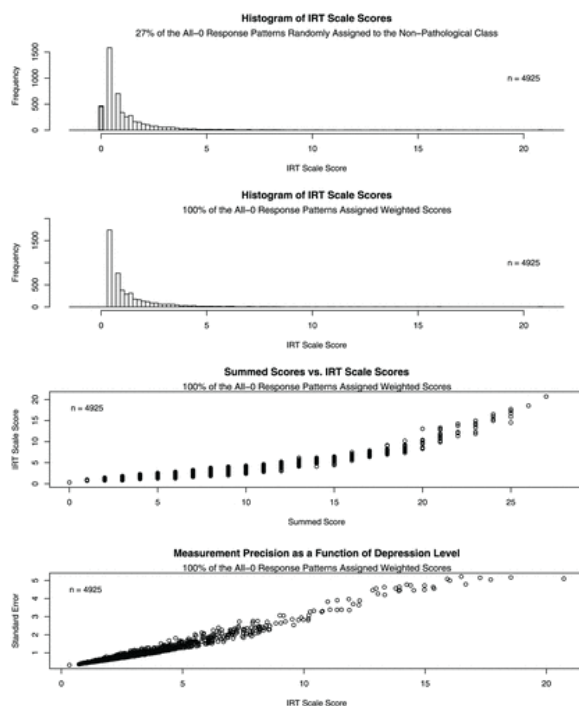 Histogram of IRT Scale Scores
27% of the All-0 Response Patterns Randomly Assigned to the Non-Pathological Class
Frequency
1500
1000
500
0
n = 4925
0 5 10 15 20
IRT Scale Score
Histogram of IRT Scale Scores
100% of the All-0 Response Patterns Assigned Weighted Scores
Frequency
1500
500
0
n = 4925
0 5 10 15 20
IRT Scale Score
Summed Scores vs. IRT Scale Scores
100% of the All-0 Response Patterns Assigned Weighted Scores
IRT Scale Score
20
15
10
5
0
n = 4925
0 5 10 15 20 25
Summed Score
Measurement Precision as a Function of Depression Level
100% of the All-0 Response Patterns Assigned Weighted Scores
Standard Error
5
4
3
2
1
n = 4925
0 5 10 15 20
IRT Scale Score